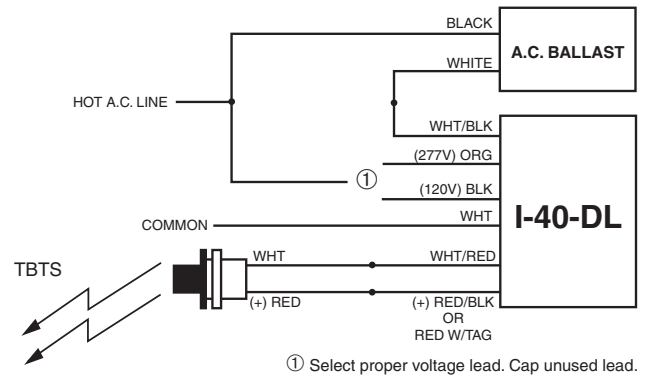 BLACK
A.C. BALLAST
WHITE
HOT A.C. LINE
WHT/BLK
(277V) ORG
①
(120V) BLK
I-40-DL
WHT
COMMON
TBTS
WHT
WHT/RED
(+) RED
(+) RED/BLK
OR
RED W/TAG
① Select proper voltage lead. Cap unused lead.